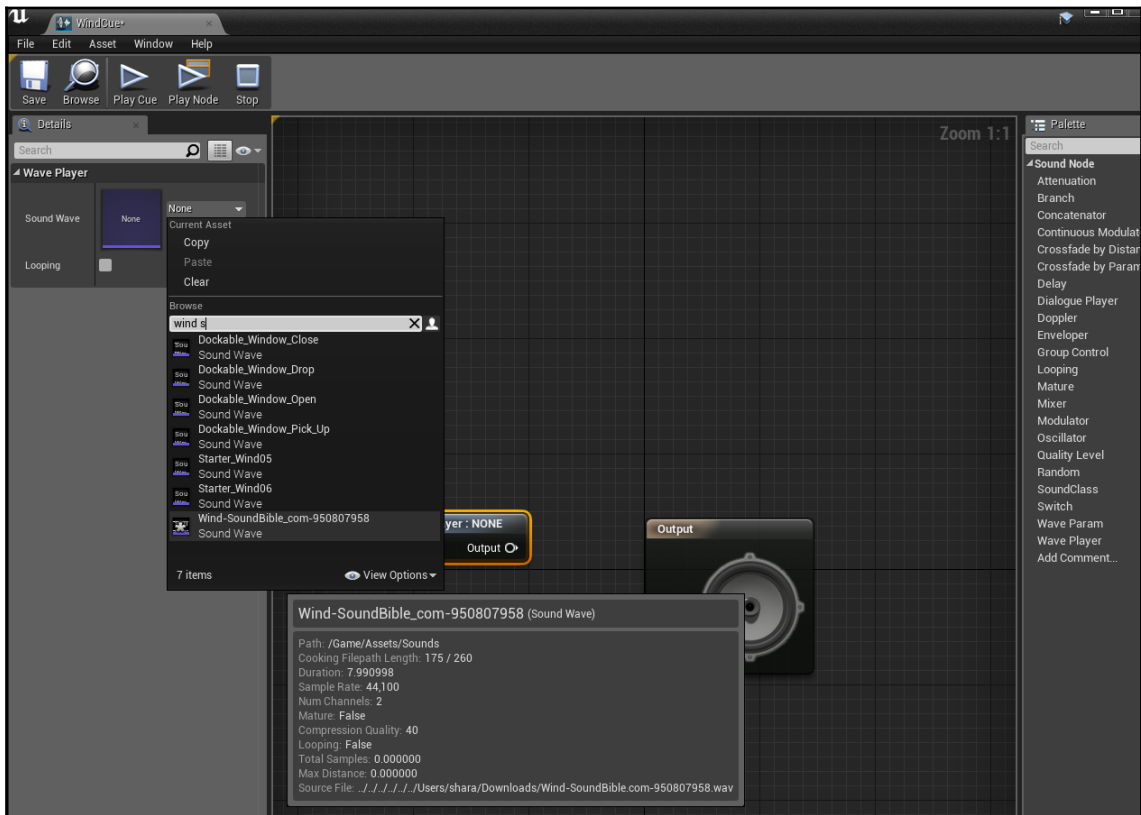 WindCue*
File Edit Asset Window Help
Save Browse Play Cue Play Node Stop
Details
Search
Wave Player
Sound Wave
None
None
Looping
Current Asset
Copy
Paste
Clear
Browse
wind s
Dockable_Window_Close
Sound Wave
Dockable_Window_Drop
Sound Wave
Dockable_Window_Open
Sound Wave
Dockable_Window_Pick_Up
Sound Wave
Starter_Wind05
Sound Wave
Starter_Wind06
Sound Wave
Wind-SoundBible_com-950807958
Sound Wave
7 items
View Options
Zoom 1:1
yer : NONE
Output
Output
Wind-SoundBible_com-950807958 (Sound Wave)
Path: /Game/Assets/Sounds
Cooking Filepath Length: 175 / 260
Duration: 7.990998
Sample Rate: 44,100
Num Channels: 2
Mature: False
Compression Quality: 40
Looping: False
Total Samples: 0.000000
Max Distance: 0.000000
Source File: ../../../../../../Users/shara/Downloads/Wind-SoundBible.com-950807958.wav
Palette
Search
Sound Node
Attenuation
Branch
Concatenator
Continuous Modulat
Crossfade by Distan
Crossfade by Param
Delay
Dialogue Player
Doppler
Enveloper
Group Control
Looping
Mature
Mixer
Modulator
Oscillator
Quality Level
Random
SoundClass
Switch
Wave Param
Wave Player
Add Comment...